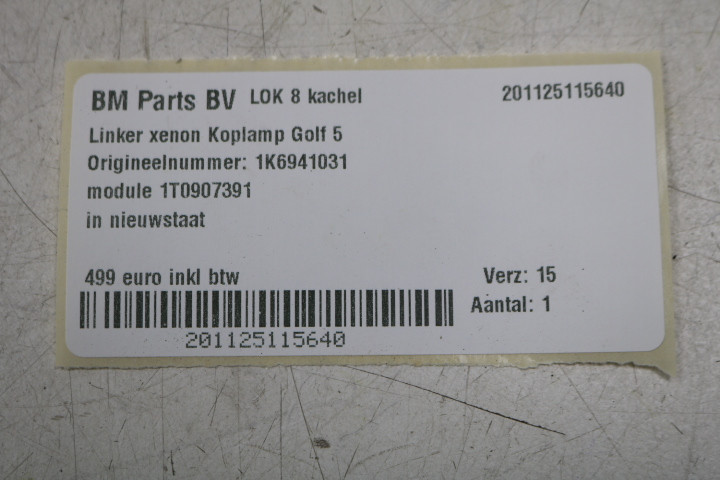 BM Parts BV LOK 8 kachel 201125115640
Linker xenon Koplamp Golf 5
Origineelnummer: 1K6941031
module 1T0907391
in nieuwstaat
499 euro inkl btw Verz: 15
Aantal: 1
201125115640